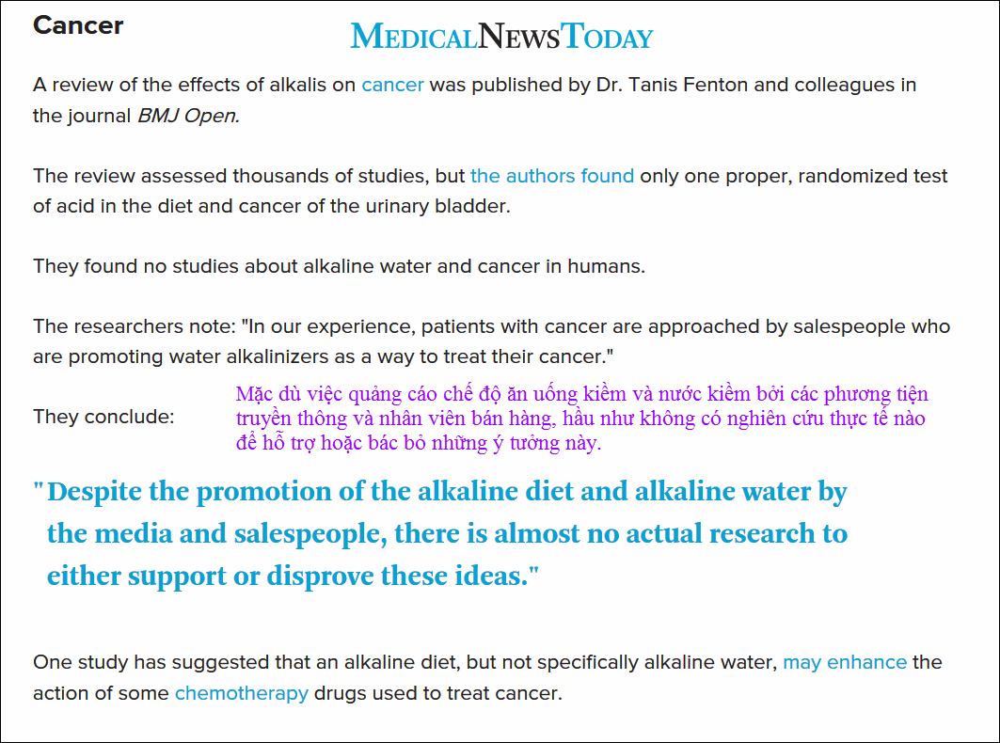 Cancer
MEDICALNEWSTODAY
A review of the effects of alkalis on cancer was published by Dr. Tanis Fenton and colleagues in
the journal BMJ Open.
The review assessed thousands of studies, but the authors found only one proper, randomized test
of acid in the diet and cancer of the urinary bladder.
They found no studies about alkaline water and cancer in humans.
The researchers note: "In our experience, patients with cancer are approached by salespeople who
are promoting water alkalinizers as a way to treat their cancer."
They conclude:
Mặc dù việc quảng cáo chế độ ăn uống kiềm và nước kiềm bởi các phương tiện
truyền thông và nhân viên bán hàng, hầu như không có nghiên cứu thực tế nào
để hỗ trợ hoặc bác bỏ những ý tưởng này.
"Despite the promotion of the alkaline diet and alkaline water by
the media and salespeople, there is almost no actual research to
either support or disprove these ideas."
One study has suggested that an alkaline diet, but not specifically alkaline water, may enhance the
action of some chemotherapy drugs used to treat cancer.